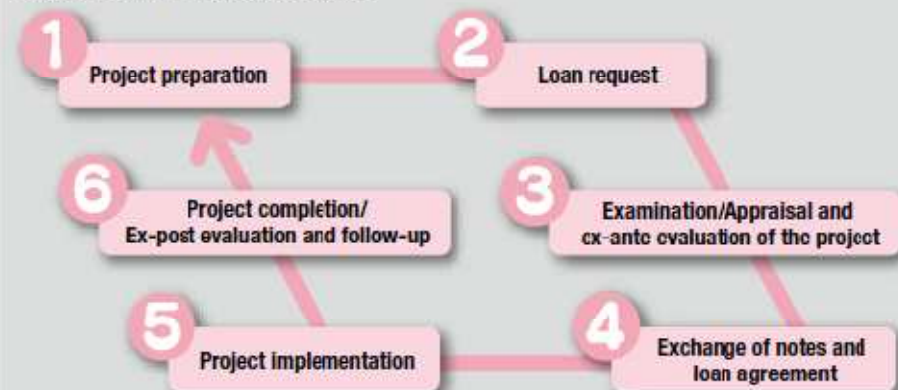 1
Project preparation
2
Loan request
3
Examination/Appraisal and
ex-ante evaluation of the project
4
Exchange of notes and
loan agreement
5
Project implementation
6
Project completion/
Ex-post evaluation and follow-up